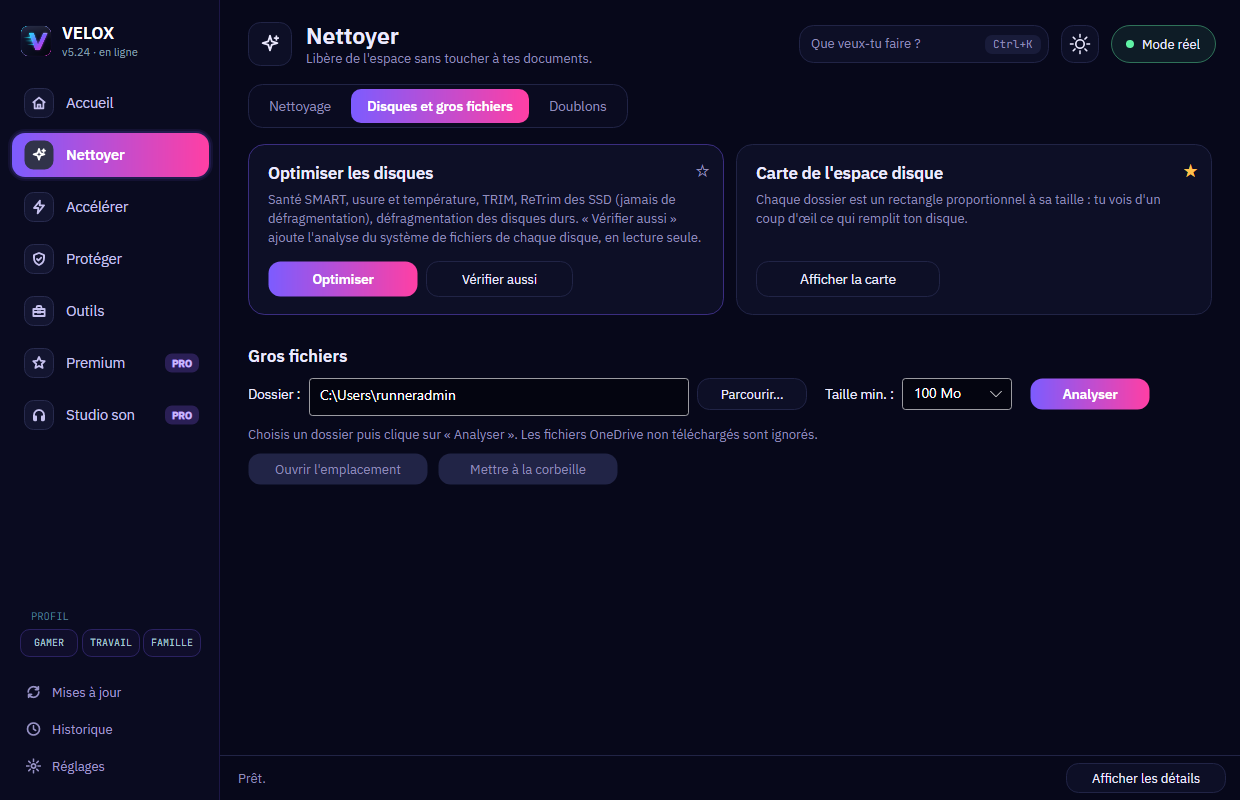 VELOX
v5.24 · en ligne
Accueil
Nettoyer
Accélérer
Protéger
Outils
Premium PRO
Studio son PRO
PROFIL
GAMER TRAVAIL FAMILLE
Mises à jour
Historique
Réglages
Nettoyer
Libère de l'espace sans toucher à tes documents.
Que veux-tu faire ? Ctrl+K
Mode réel
Nettoyage Disques et gros fichiers Doublons
Optimiser les disques
Santé SMART, usure et température, TRIM, ReTrim des SSD (jamais de
défragmentation), défragmentation des disques durs. « Vérifier aussi »
ajoute l'analyse du système de fichiers de chaque disque, en lecture seule.
Optimiser Vérifier aussi
Carte de l'espace disque
Chaque dossier est un rectangle proportionnel à sa taille : tu vois d'un
coup d'œil ce qui remplit ton disque.
Afficher la carte
Gros fichiers
Dossier : C:\Users\runneradmin Parcourir... Taille min. : 100 Mo Analyser
Choisis un dossier puis clique sur « Analyser ». Les fichiers OneDrive non téléchargés sont ignorés.
Ouvrir l'emplacement Mettre à la corbeille
Prêt.
Afficher les détails